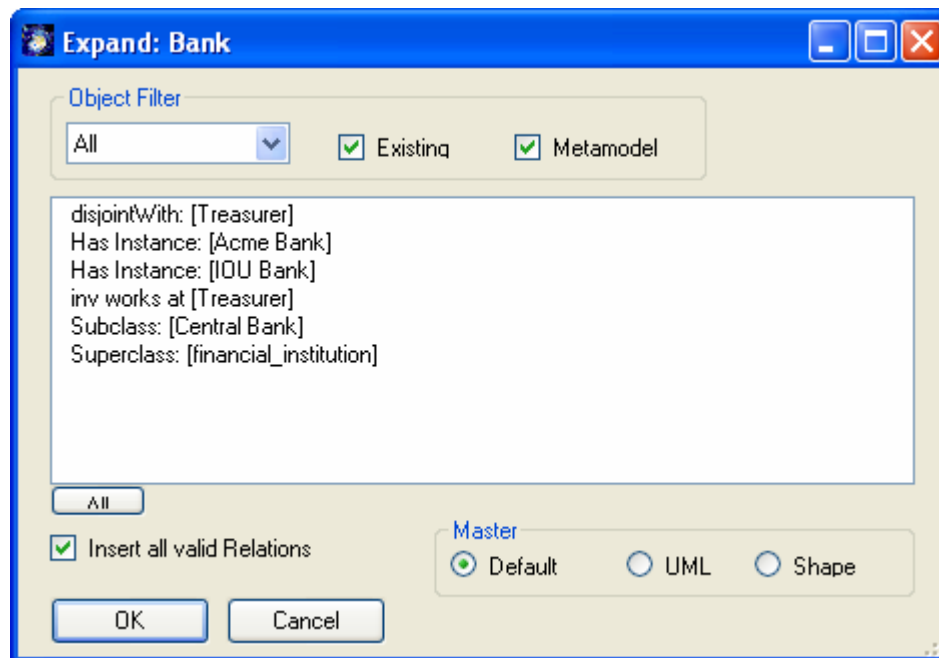 Expand: Bank
Object Filter
All
Existing
Metamodel
disjointWith: [Treasurer]
Has Instance: [Acme Bank]
Has Instance: [IOU Bank]
inv works at [Treasurer]
Subclass: [Central Bank]
Superclass: [financial_institution]
All
Insert all valid Relations
Master
Default
UML
Shape
OK
Cancel